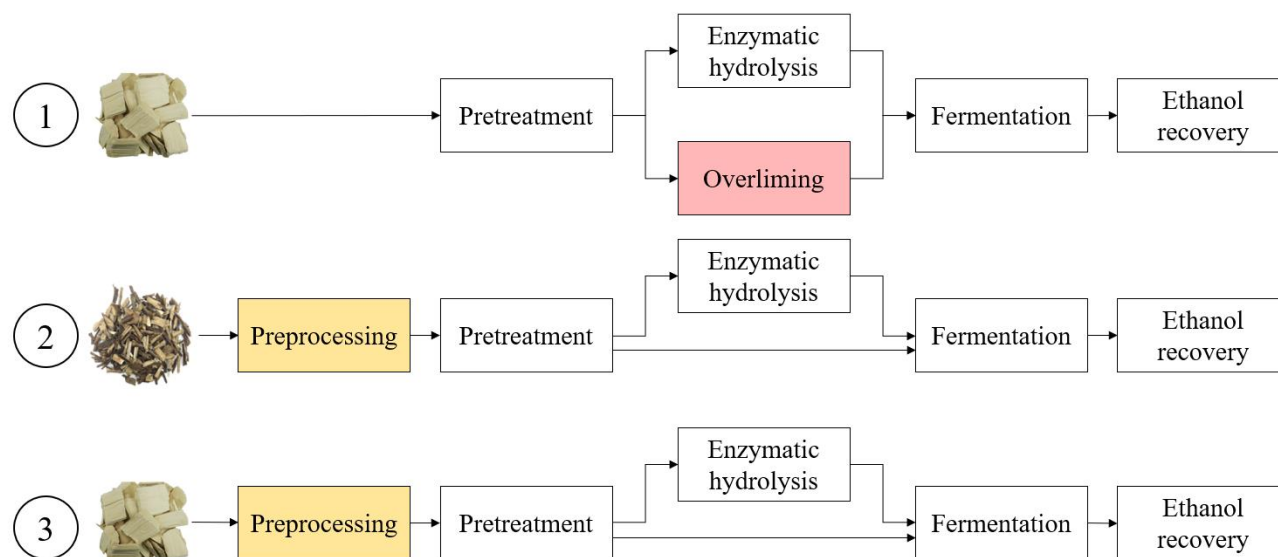 Enzymatic
hydrolysis
1
Pretreatment
Fermentation
Ethanol
recovery
Overliming
Enzymatic
hydrolysis
2
Preprocessing
Pretreatment
Fermentation
Ethanol
recovery
Enzymatic
hydrolysis
3
Preprocessing
Pretreatment
Fermentation
Ethanol
recovery